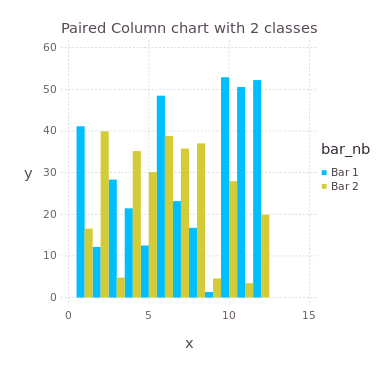 Paired Column chart with 2 classes
60
50
40
30
20
10
0
y
0 5 10 15
x
bar_nb
Bar 1
Bar 2